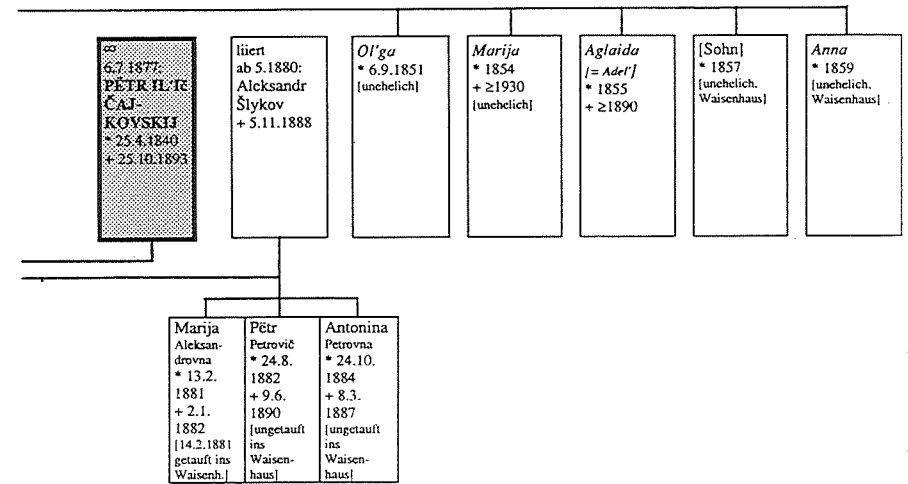 ∞
6.7.1877:
PËTR IL'IČ
ČAJ-
KOVSKIJ
* 25.4.1840
+ 25.10.1893
liiert
ab 5.1880:
Aleksandr
Šlykov
+ 5.11.1888
Ol'ga
* 6.9.1851
[unehelich]
Marija
* 1854
+ ≥1930
[unehelich]
Aglaida
[= Adel']
* 1855
+ ≥1890
[Sohn]
* 1857
[unehelich,
Waisenhaus]
Anna
* 1859
[unehelich,
Waisenhaus]
Marija
Aleksan-
drovna
* 13.2.
1881
+ 2.1.
1882
[14.2.1881
getauft ins
Waisenh.]
Pëtr
Petrovič
* 24.8.
1882
+ 9.6.
1890
[ungetauft
ins
Waisen-
haus]
Antonina
Petrovna
* 24.10.
1884
+ 8.3.
1887
[ungetauft
ins
Waisen-
haus]